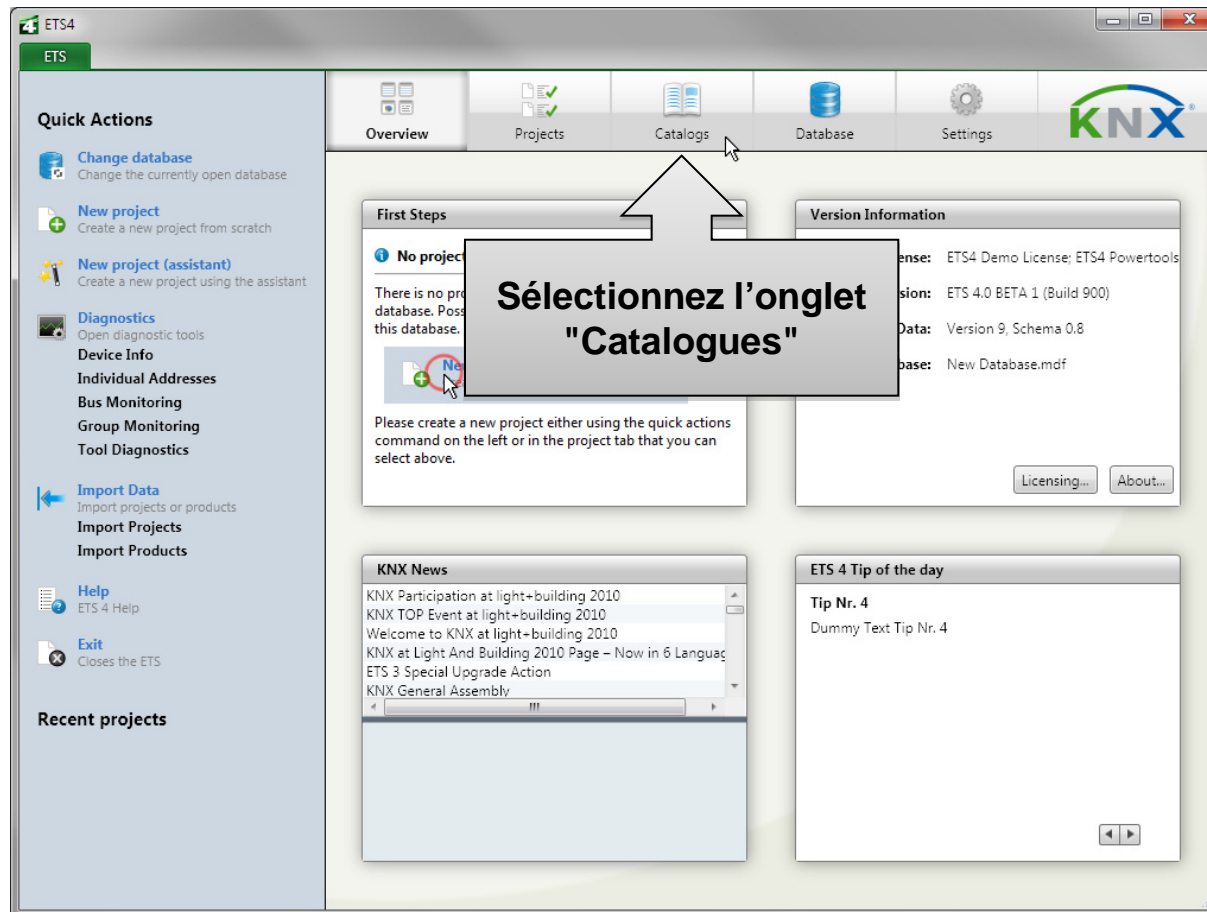 ETS4
ETS
Quick Actions
Change database
Change the currently open database
New project
Create a new project from scratch
New project (assistant)
Create a new project using the assistant
Diagnostics
Open diagnostic tools
Device Info
Individual Addresses
Bus Monitoring
Group Monitoring
Tool Diagnostics
Import Data
Import projects or products
Import Projects
Import Products
Help
ETS 4 Help
Exit
Closes the ETS
Recent projects
Overview
Projects
Catalogs
Database
Settings
KNX
First Steps
No project
There is no
database.
this database.
Please create a new project either using the quick actions
command on the left or in the project tab that you can
select above.
Sélectionnez l’onglet
"Catalogues"
Version Information
ETS4 Demo License; ETS4 Powertools
ETS 4.0 BETA 1 (Build 900)
Data: Version 9, Schema 0.8
New Database.mdf
Licensing... About...
KNX News
KNX Participation at light+building 2010
KNX TOP Event at light+building 2010
Welcome to KNX at light+building 2010
KNX at Light And Building 2010 Page – Now in 6 Languag
ETS 3 Special Upgrade Action
KNX General Assembly
ETS 4 Tip of the day
Tip Nr. 4
Dummy Text Tip Nr. 4